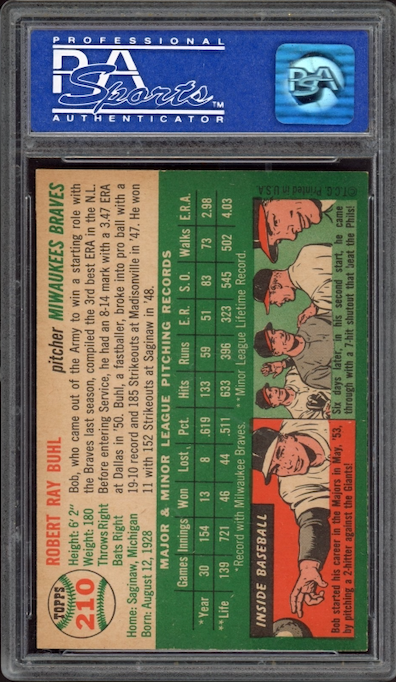 PROFESSIONAL
PSA
Sports™
AUTHENTICATOR
PSA
TOPPS
210
ROBERT RAY BUHL
pitcher MILWAUKEES BRAVES
Height: 6' 2"
Weight: 180
Throws Right
Bats Right
Home: Saginaw, Michigan
Born: August 12, 1928
Bob, who came out of the Army to win a starting role with
the Braves last season, compiled the 3rd best ERA in the N.L.
Before entering Service, he had an 8-14 mark with a 3.47 ERA
at Dallas in '50. Bob, a fastballer, broke into pro ball with a
19-10 record and 185 Strikeouts at Madisonville in '47. He won
11 with 152 Strikeouts at Saginaw in '48.
MAJOR & MINOR LEAGUE PITCHING RECORDS
Games Innings Won Lost Pct. Hits Runs E.R. S.O. Walks E.R.A.
*Year 30 154 13 8 .619 133 59 51 83 73 2.98
**Life 139 721 46 44 .511 633 396 323 545 502 4.03
*Record with Milwaukee Braves. **Minor League Lifetime Record.
INSIDE BASEBALL
Bob started his career in the Majors in May, '53,
by pitching a 2-hitter against the Giants!
Six days later, in his second start, he came
through with a 7-hit shutout that beat the Phils!
©T.C.G. Printed in U.S.A.